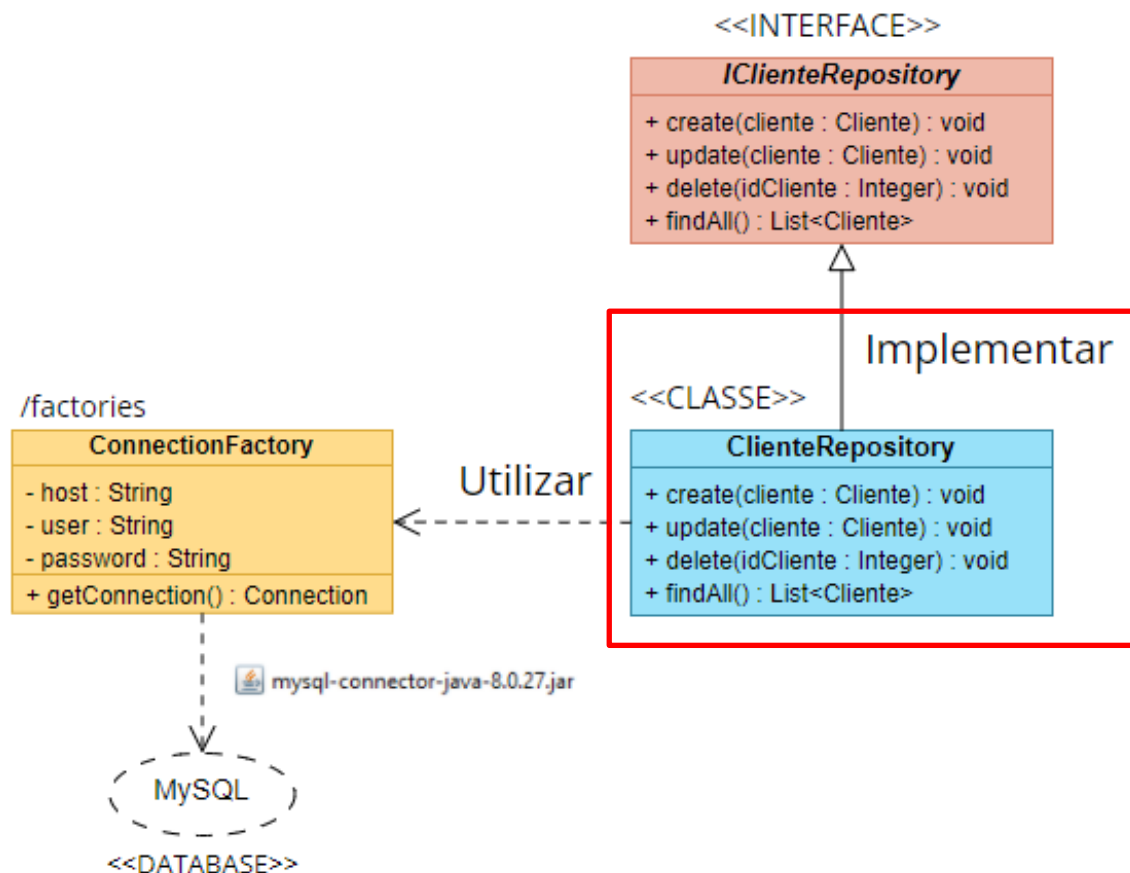 <<INTERFACE>>
IClienteRepository
+ create(cliente : Cliente) : void
+ update(cliente : Cliente) : void
+ delete(idCliente : Integer) : void
+ findAll() : List<Cliente>
Implementar
<<CLASSE>>
ClienteRepository
+ create(cliente : Cliente) : void
+ update(cliente : Cliente) : void
+ delete(idCliente : Integer) : void
+ findAll() : List<Cliente>
Utilizar
/factories
ConnectionFactory
- host : String
- user : String
- password : String
+ getConnection() : Connection
mysql-connector-java-8.0.27.jar
MySQL
<<DATABASE>>